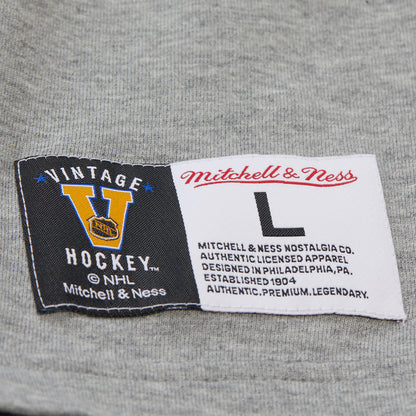 VINTAGE
V
NHL
HOCKEY™
© NHL
Mitchell & Ness
Mitchell & Ness
L
MITCHELL & NESS NOSTALGIA CO.
AUTHENTIC LICENSED APPAREL
DESIGNED IN PHILADELPHIA, PA.
ESTABLISHED 1904
AUTHENTIC.PREMIUM.LEGENDARY.